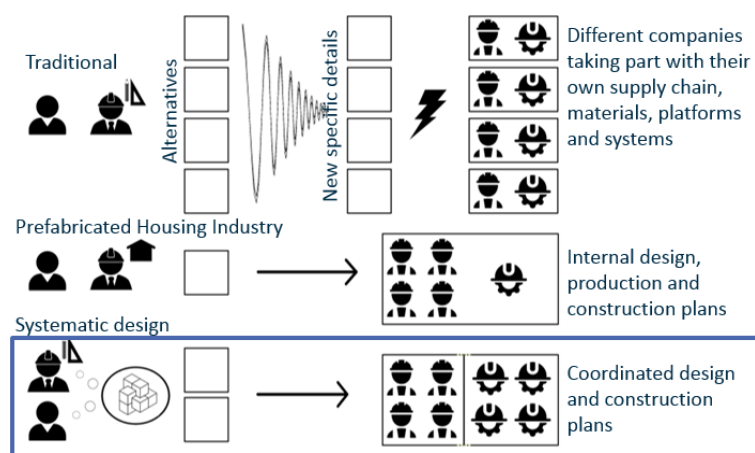 Traditional
Alternatives
New specific details
Different companies
taking part with their
own supply chain,
materials, platforms
and systems
Prefabricated Housing Industry
Internal design,
production and
construction plans
Systematic design
Coordinated design
and construction
plans